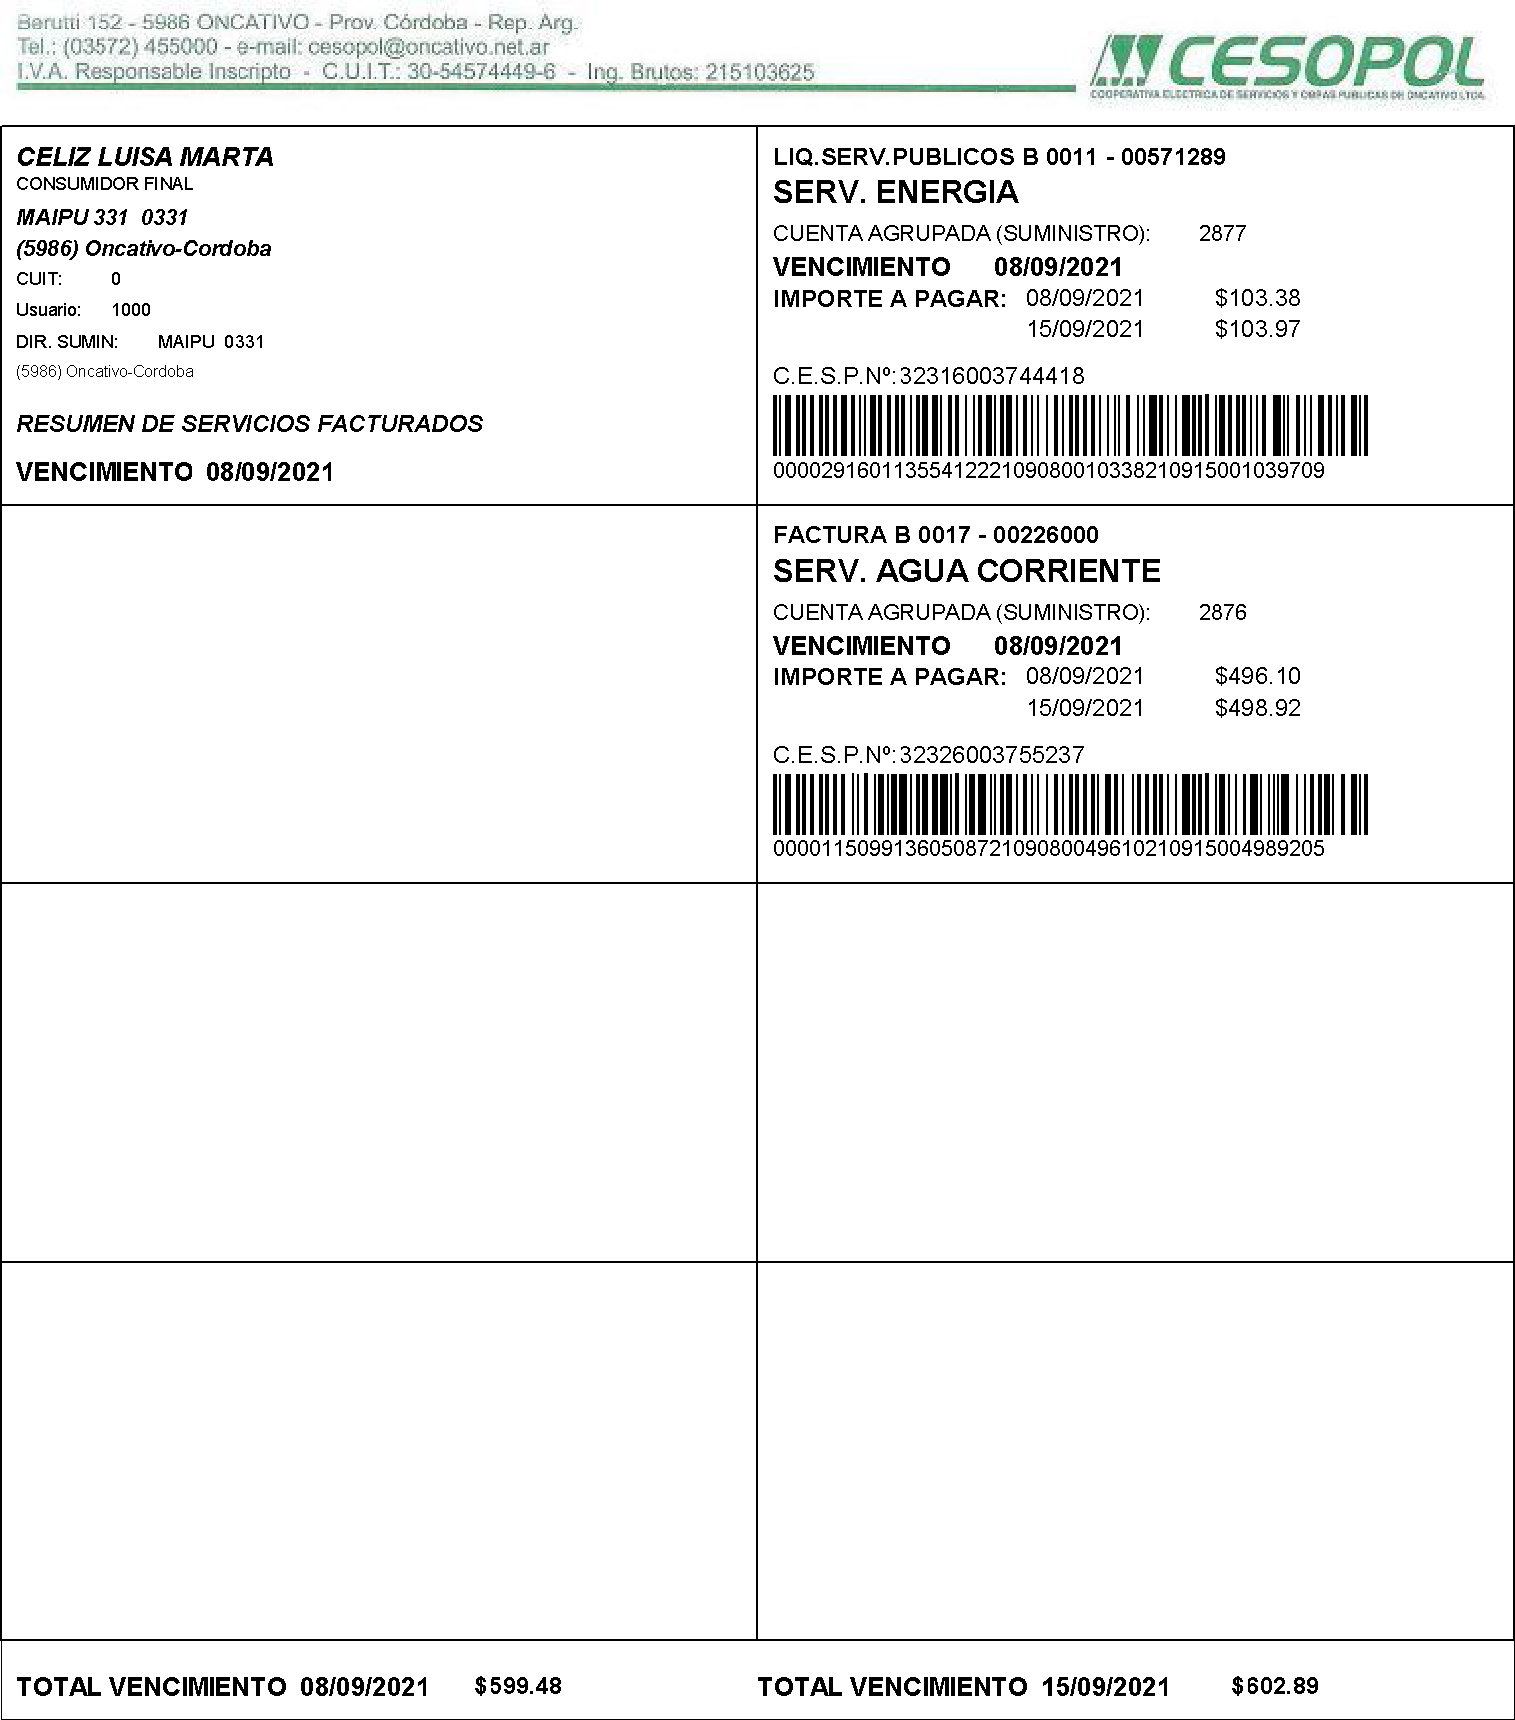 Berutti 152 - 5986 ONCATIVO - Prov. Córdoba - Rep. Arg.
Tel.: (03572) 455000 - e-mail: cesopol@oncativo.net.ar
I.V.A. Responsable Inscripto - C.U.I.T.: 30-54574449-6 - Ing. Brutos: 215103625
CESOPOL
COOPERATIVA ELECTRICA DE SERVICIOS Y OBRAS PUBLICAS DE ONCATIVO LTDA.
CELIZ LUISA MARTA
CONSUMIDOR FINAL
MAIPU 331 0331
(5986) Oncativo-Cordoba
CUIT: 0
Usuario: 1000
DIR. SUMIN: MAIPU 0331
(5986) Oncativo-Cordoba
RESUMEN DE SERVICIOS FACTURADOS
VENCIMIENTO 08/09/2021
LIQ.SERV.PUBLICOS B 0011 - 00571289
SERV. ENERGIA
CUENTA AGRUPADA (SUMINISTRO): 2877
VENCIMIENTO 08/09/2021
IMPORTE A PAGAR: 08/09/2021 $103.38
15/09/2021 $103.97
C.E.S.P.Nº: 32316003744418
0000291601135541222109080010338210915001039709
FACTURA B 0017 - 00226000
SERV. AGUA CORRIENTE
CUENTA AGRUPADA (SUMINISTRO): 2876
VENCIMIENTO 08/09/2021
IMPORTE A PAGAR: 08/09/2021 $496.10
15/09/2021 $498.92
C.E.S.P.Nº: 32326003755237
0000115099136050872109080049610210915004989205
TOTAL VENCIMIENTO 08/09/2021 $599.48
TOTAL VENCIMIENTO 15/09/2021 $602.89